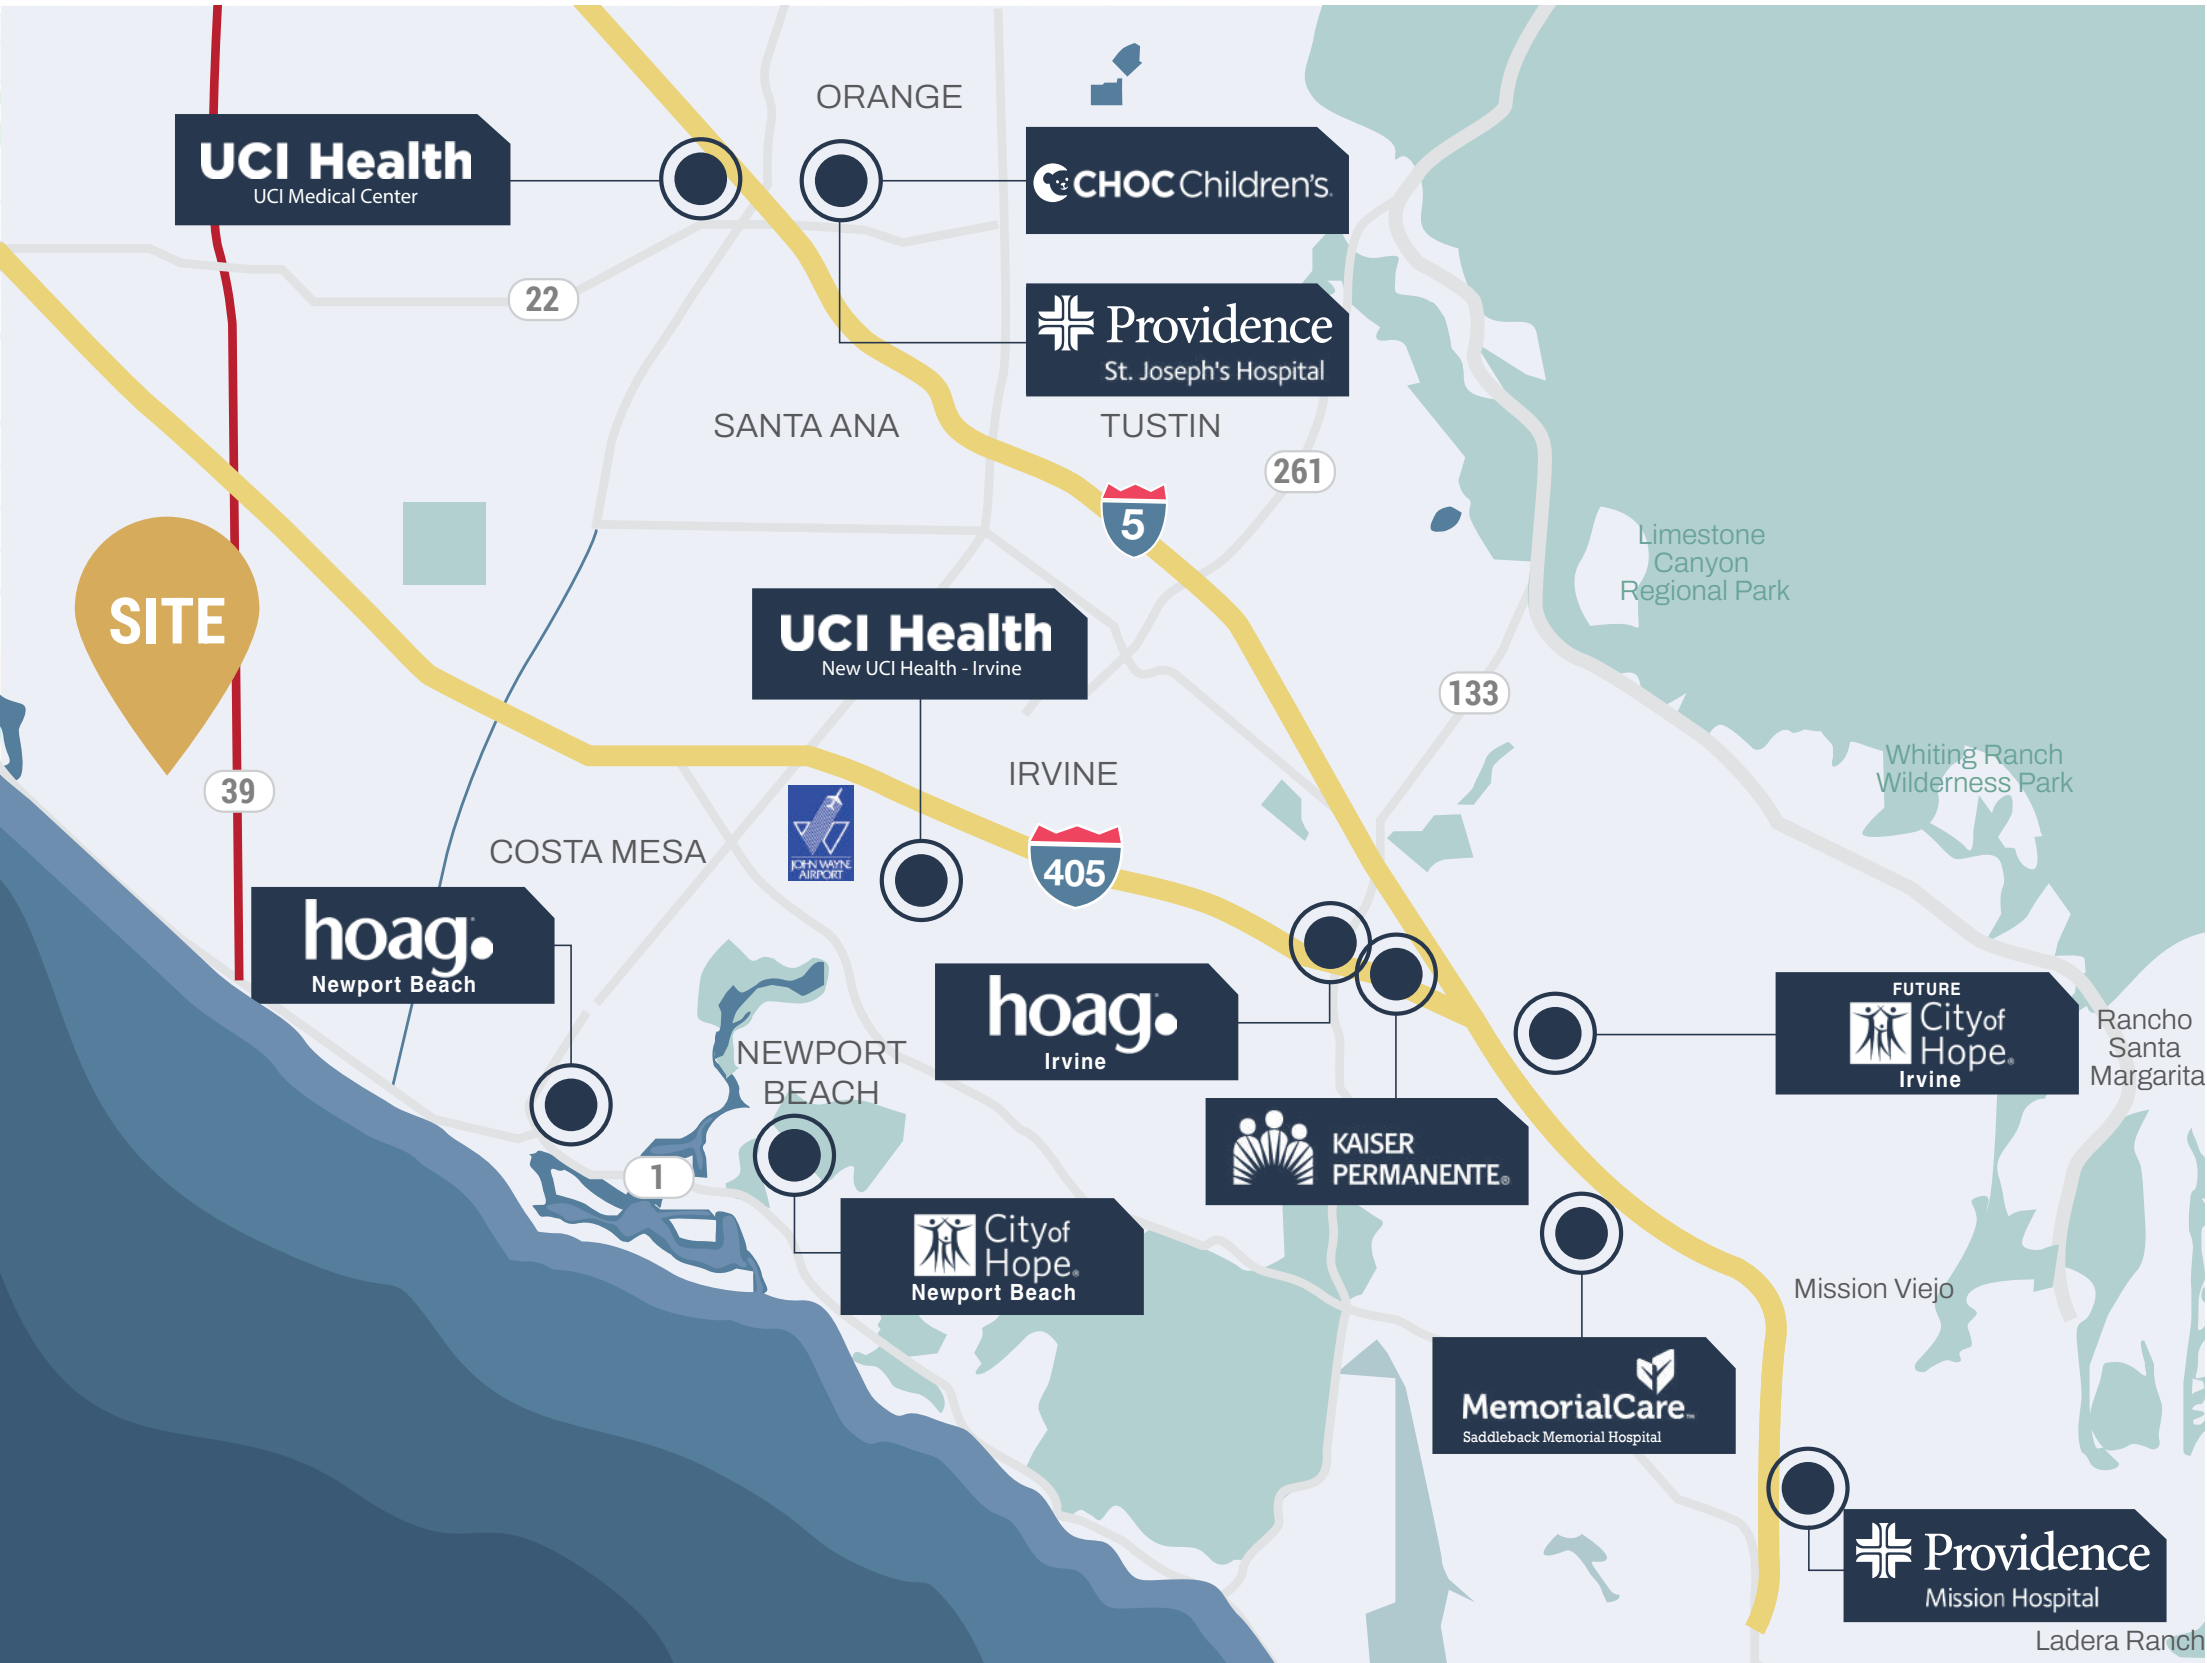 ORANGE
UCI Health
UCI Medical Center
CHOC Children's.
22
Providence
St. Joseph's Hospital
SANTA ANA
TUSTIN
261
5
Limestone
Canyon
Regional Park
SITE
UCI Health
New UCI Health - Irvine
133
Whiting Ranch
Wilderness Park
IRVINE
39
JOHN WAYNE
AIRPORT
COSTA MESA
405
hoag.
Newport Beach
hoag.
Irvine
FUTURE
City of
Hope®
Irvine
Rancho
Santa
Margarita
NEWPORT
BEACH
KAISER
PERMANENTE®
1
City of
Hope®
Newport Beach
Mission Viejo
MemorialCare™
Saddleback Memorial Hospital
Providence
Mission Hospital
Ladera Ranch